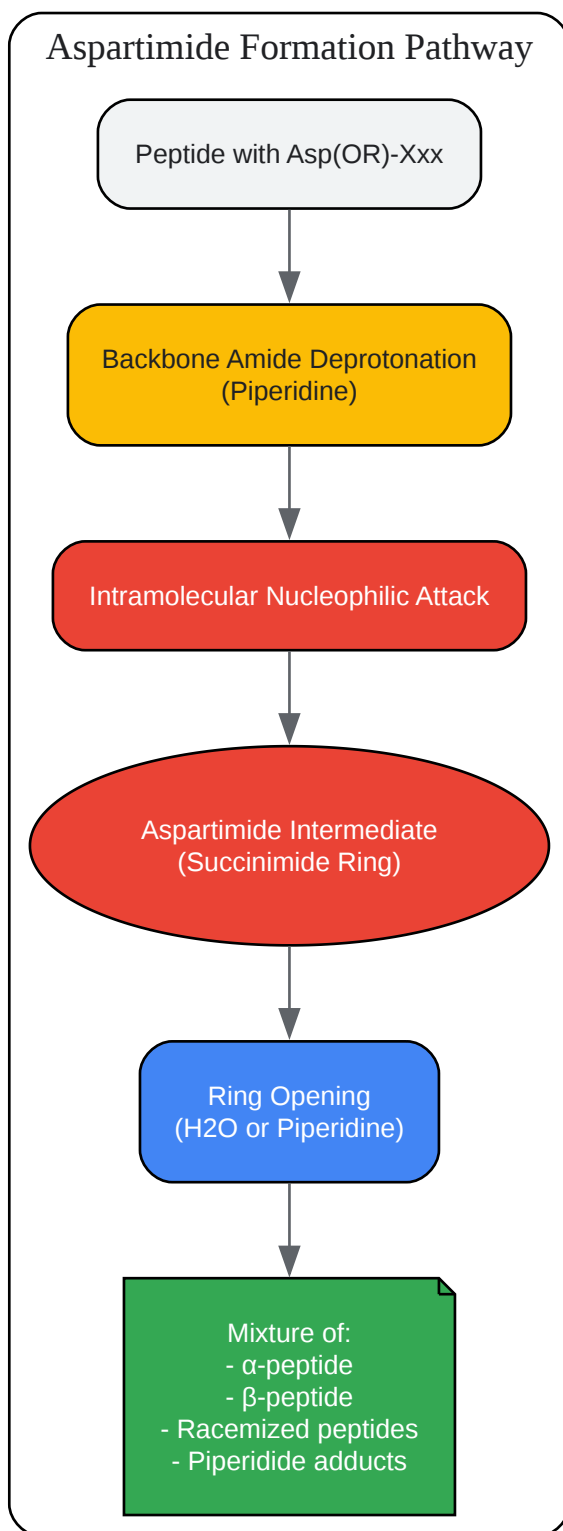 Aspartimide Formation Pathway
Peptide with Asp(OR)-Xxx
Backbone Amide Deprotonation
(Piperidine)
Intramolecular Nucleophilic Attack
Aspartimide Intermediate
(Succinimide Ring)
Ring Opening
(H2O or Piperidine)
Mixture of:
- α-peptide
- β-peptide
- Racemized peptides
- Piperidide adducts